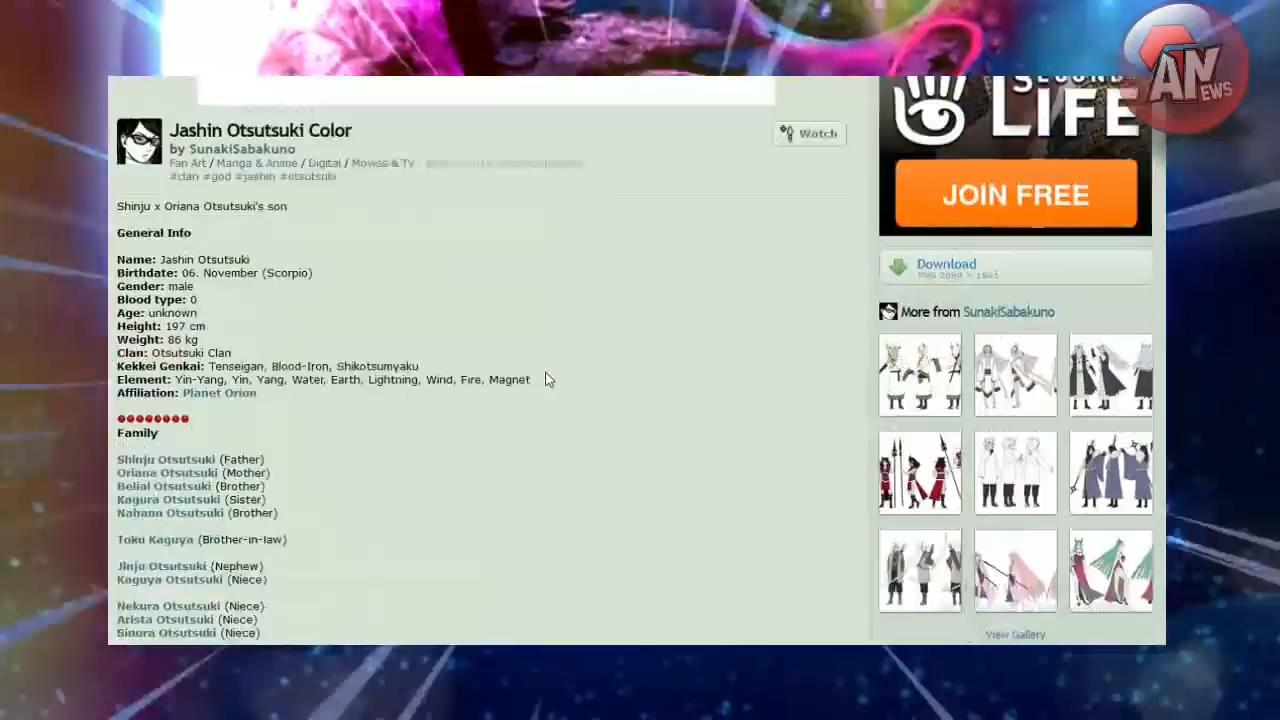 SECOND
LIFE
JOIN FREE
AN EWS
Jashin Otsutsuki Color
by SunakiSabakuno
Fan Art / Manga & Anime / Digital / Movies & TV
#clan #god #jashin #otsutsuki
Watch
Shinju x Oriana Otsutsuki's son
General Info
Name: Jashin Otsutsuki
Birthdate: 06. November (Scorpio)
Gender: male
Blood type: 0
Age: unknown
Height: 197 cm
Weight: 86 kg
Clan: Otsutsuki Clan
Kekkei Genkai: Tenseigan, Blood-Iron, Shikotsumyaku
Element: Yin-Yang, Yin, Yang, Water, Earth, Lightning, Wind, Fire, Magnet
Affiliation: Planet Orion
Family
Shinju Otsutsuki (Father)
Oriana Otsutsuki (Mother)
Belial Otsutsuki (Brother)
Kagura Otsutsuki (Sister)
Otsutsuki (Brother)
Toku Kaguya (Brother-in-law)
Jinju Otsutsuki (Nephew)
Kaguya Otsutsuki (Niece)
Nekura Otsutsuki (Niece)
Arista Otsutsuki (Niece)
Sinura Otsutsuki (Niece)
Download
PNG
More from SunakiSabakuno
View Gallery